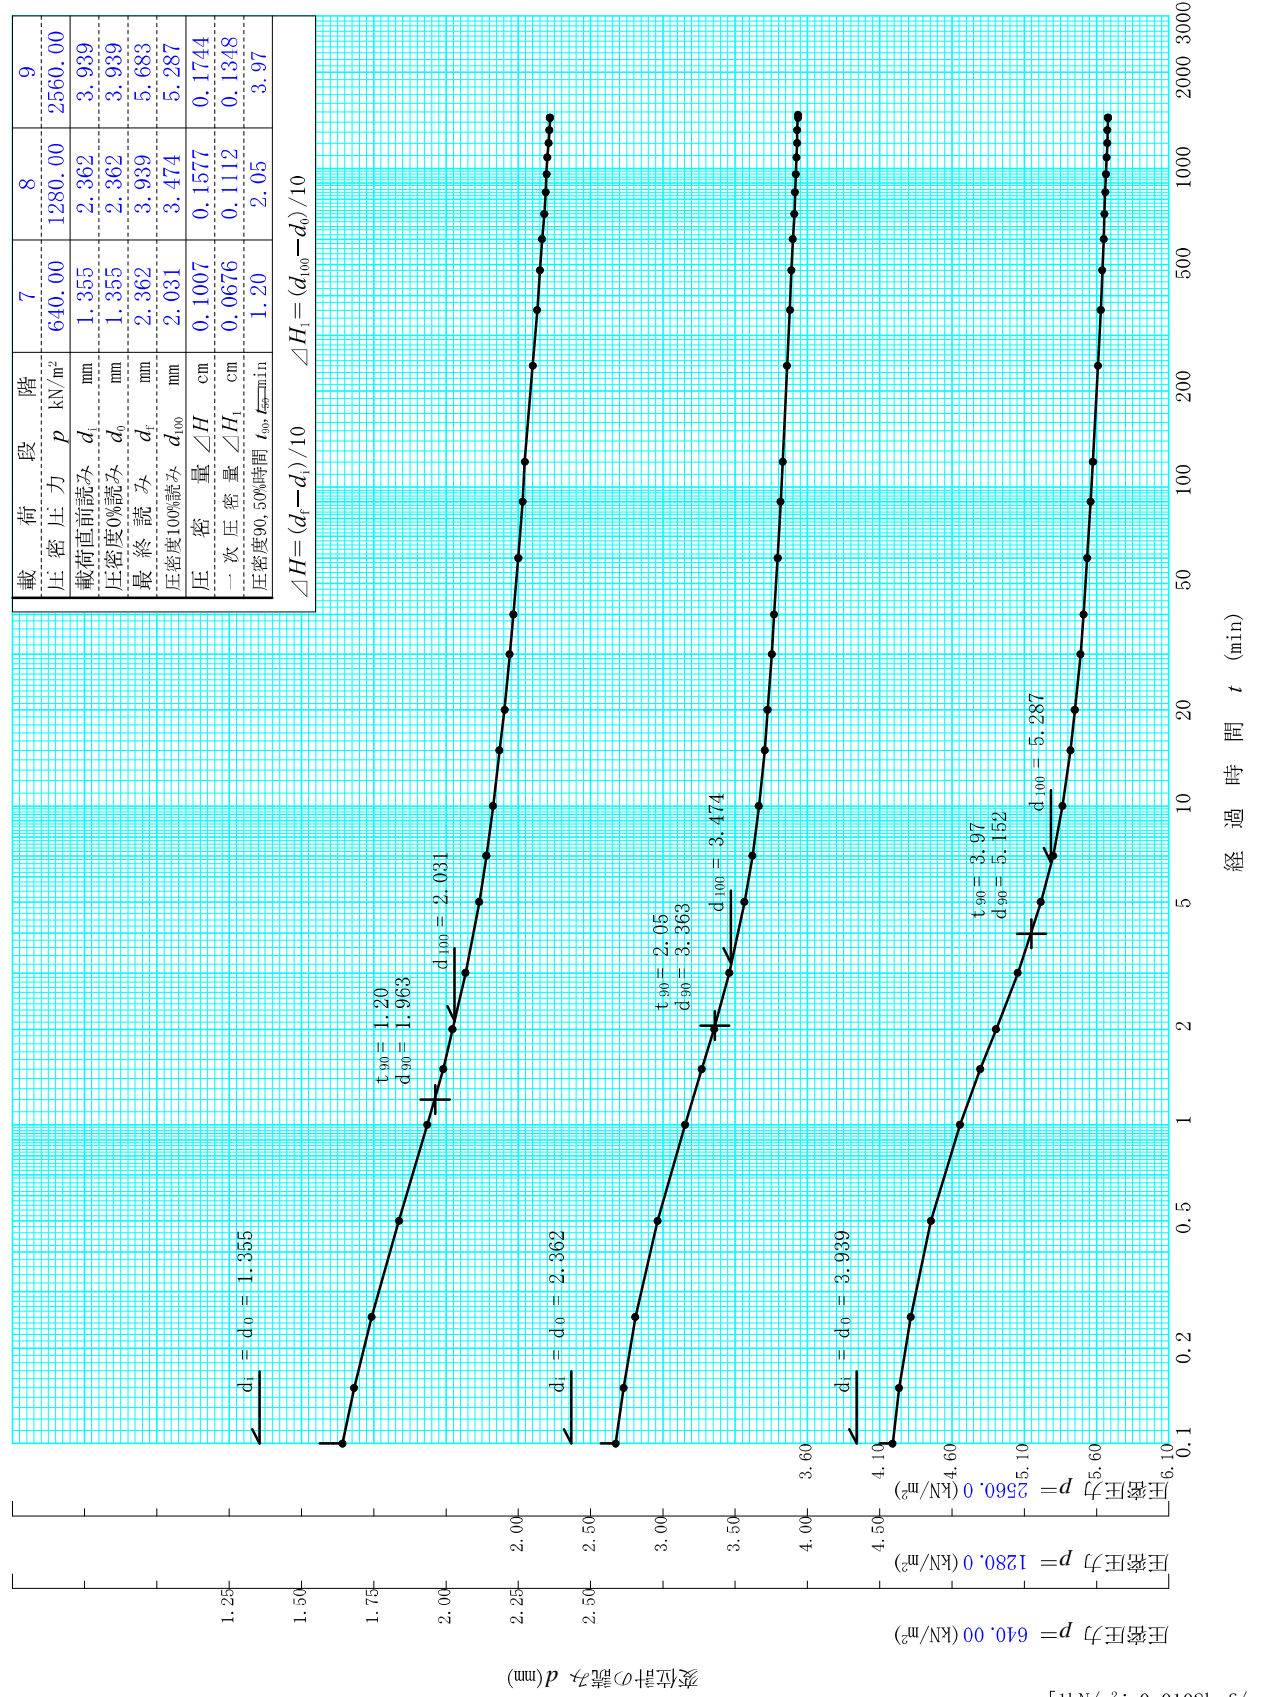 載荷段階 7 8 9
圧密圧力 p kN/m² 640.00 1280.00 2560.00
載荷直前読み dᵢ mm 1.355 2.362 3.939
圧密度0%読み d₀ mm 1.355 2.362 3.939
最終読み d_f mm 2.362 3.939 5.683
圧密度100%読み d₁₀₀ mm 2.031 3.474 5.287
圧密量 △H cm 0.1007 0.1577 0.1744
一次圧密量 △H₁ cm 0.0676 0.1112 0.1348
圧密度90,50%時間 t₉₀,t₅₀ min 1.20 2.05 3.97
△H=(d_f−dᵢ)/10 △H₁=(d₁₀₀−d₀)/10
dᵢ = d₀ = 1.355
t₉₀= 1.20
d₉₀= 1.963
d₁₀₀ = 2.031
dᵢ = d₀ = 2.362
t₉₀= 2.05
d₉₀= 3.363
d₁₀₀ = 3.474
dᵢ = d₀ = 3.939
t₉₀= 3.97
d₉₀= 5.152
d₁₀₀ = 5.287
0.1 0.2 0.5 1 2 5 10 20 50 100 200 500 1000 2000 3000
経過時間 t (min)
3.60 4.10 4.60 5.10 5.60 6.10
圧密圧力 p= 2560.0 (kN/m²)
2.00 2.50 3.00 3.50 4.50
圧密圧力 p= 1280.0 (kN/m²)
1.25 1.50 1.75 2.00 2.25 2.50
圧密圧力 p= 640.00 (kN/m²)
変位計の読み d(mm)